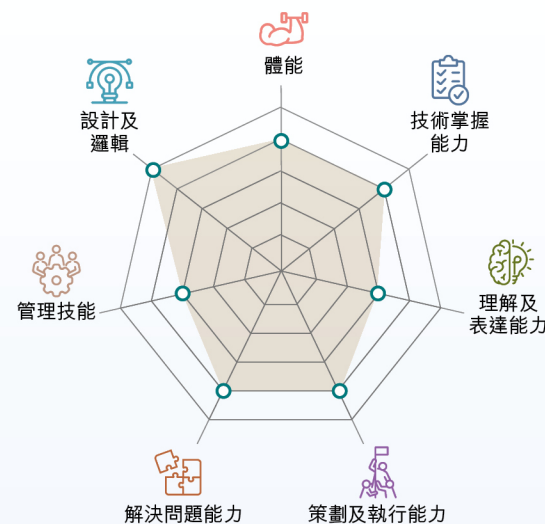 體能
設計及
邏輯
技術掌握
能力
管理技能
理解及
表達能力
解決問題能力
策劃及執行能力